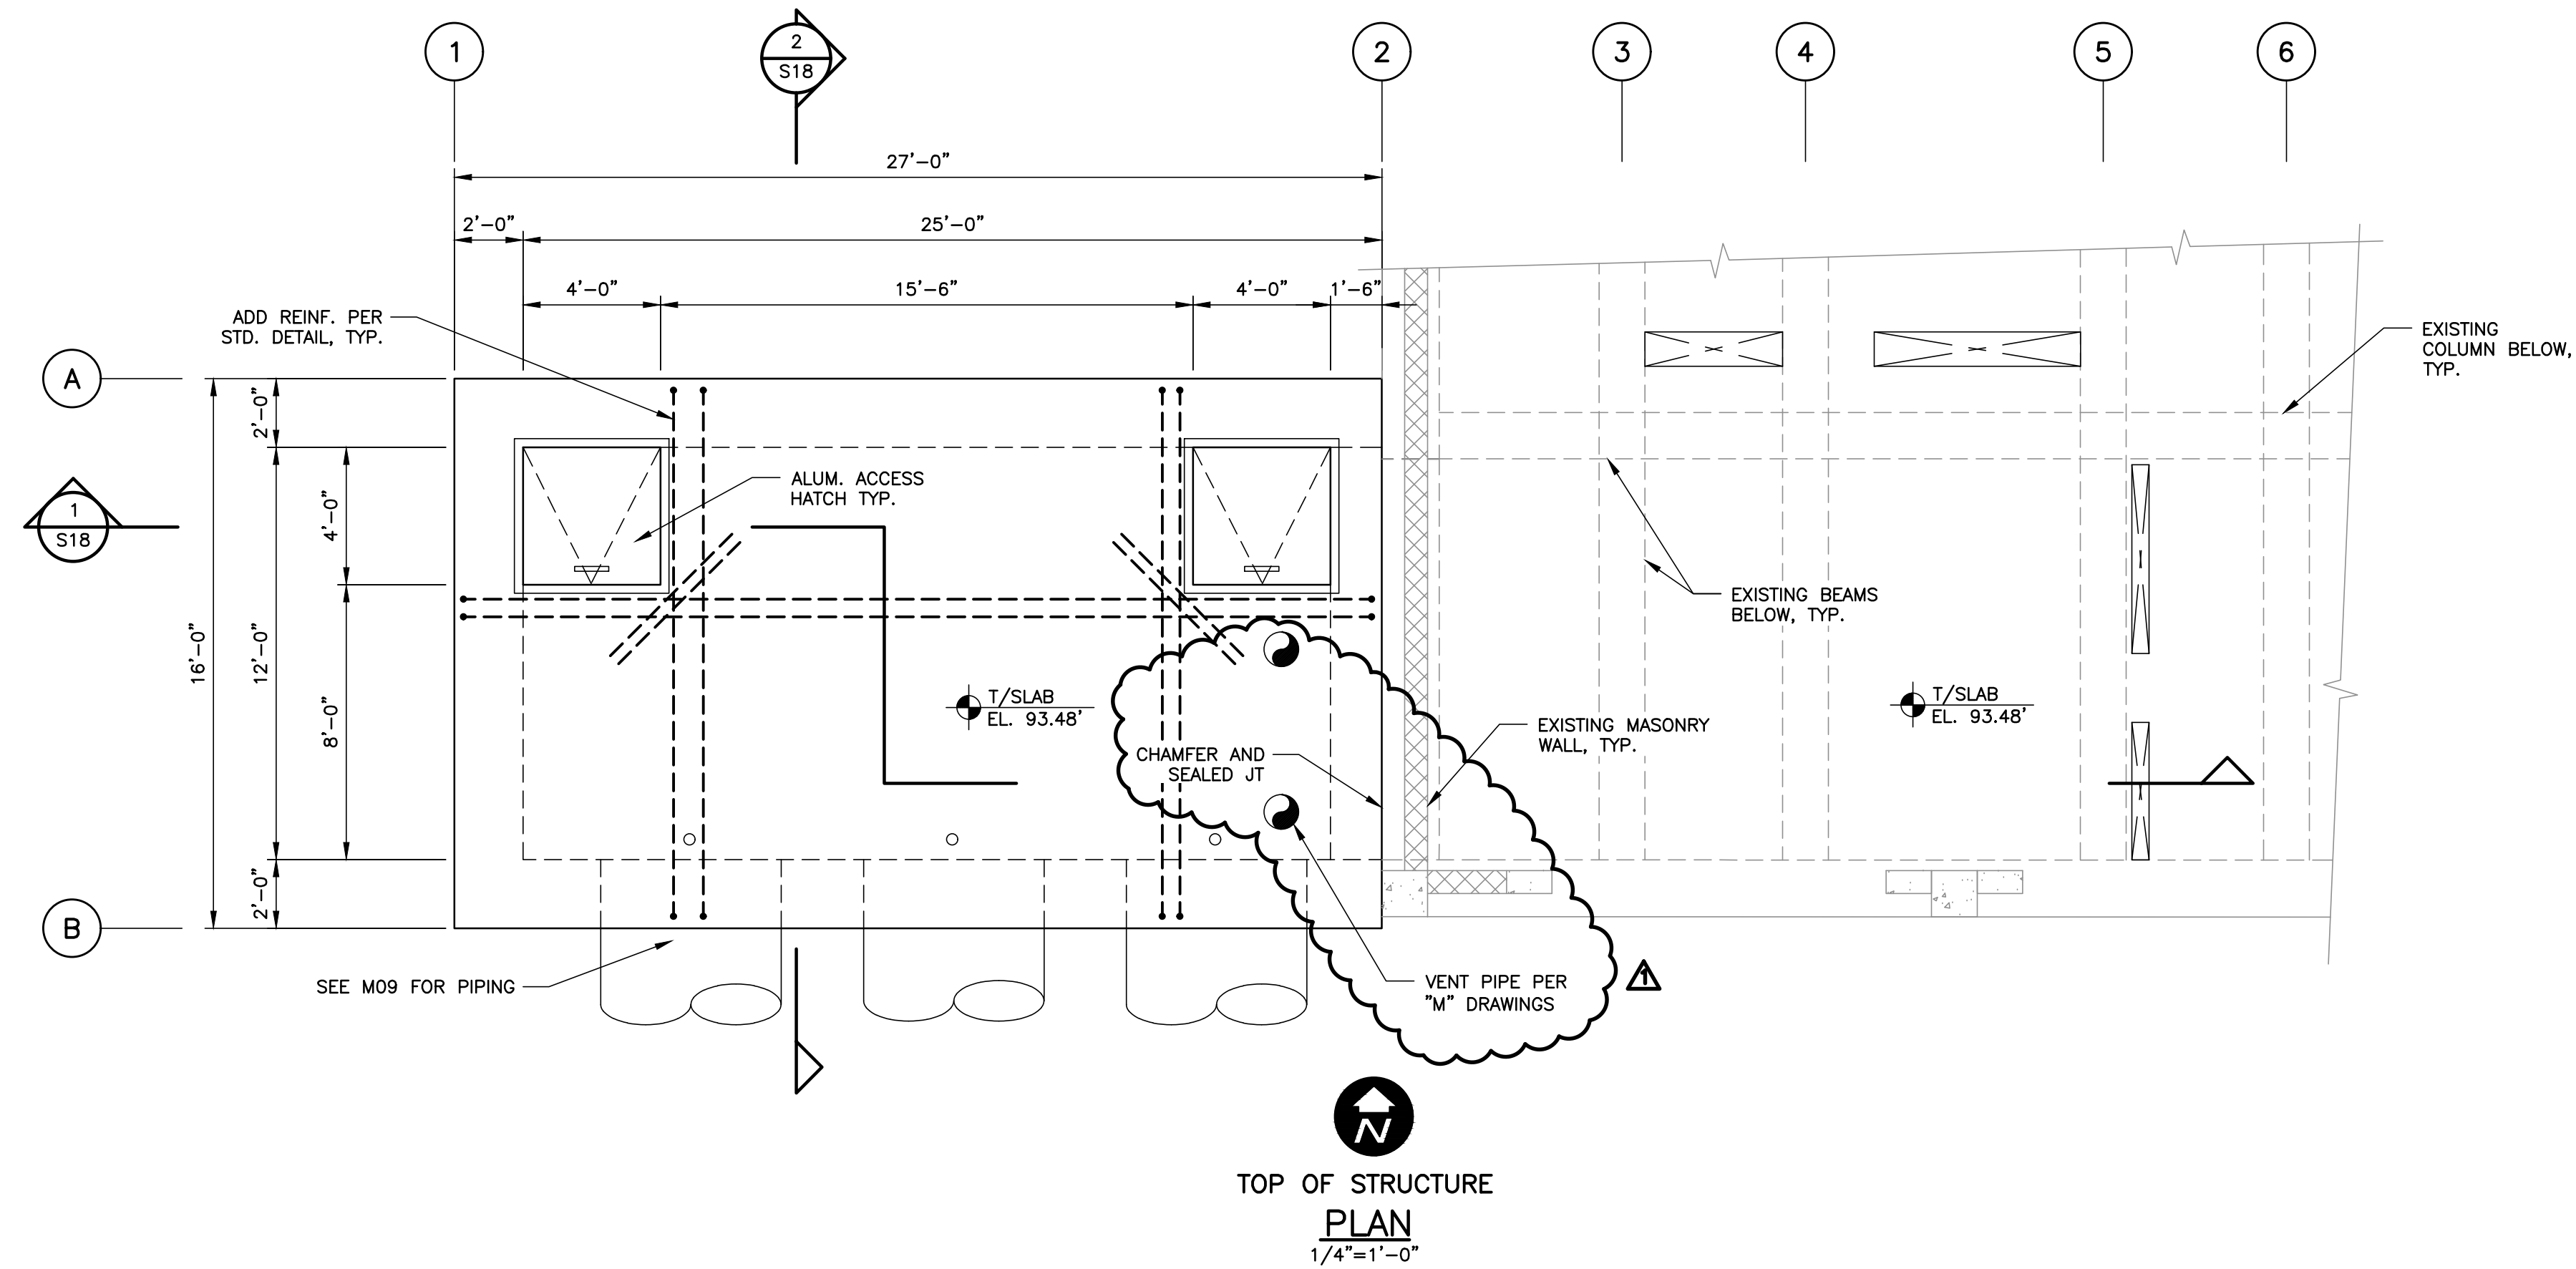 1
2
S18
2
3
4
5
6
27'-0"
2'-0"
25'-0"
4'-0"
15'-6"
4'-0"
1'-6"
ADD REINF. PER
STD. DETAIL, TYP.
EXISTING
COLUMN BELOW,
TYP.
A
2'-0"
ALUM. ACCESS
HATCH TYP.
1
S18
4'-0"
EXISTING BEAMS
BELOW, TYP.
16'-0"
12'-0"
8'-0"
T/SLAB
EL. 93.48'
T/SLAB
EL. 93.48'
CHAMFER AND
SEALED JT
EXISTING MASONRY
WALL, TYP.
2'-0"
B
SEE M09 FOR PIPING
VENT PIPE PER
"M" DRAWINGS
1
N
TOP OF STRUCTURE
PLAN
1/4"=1'-0"